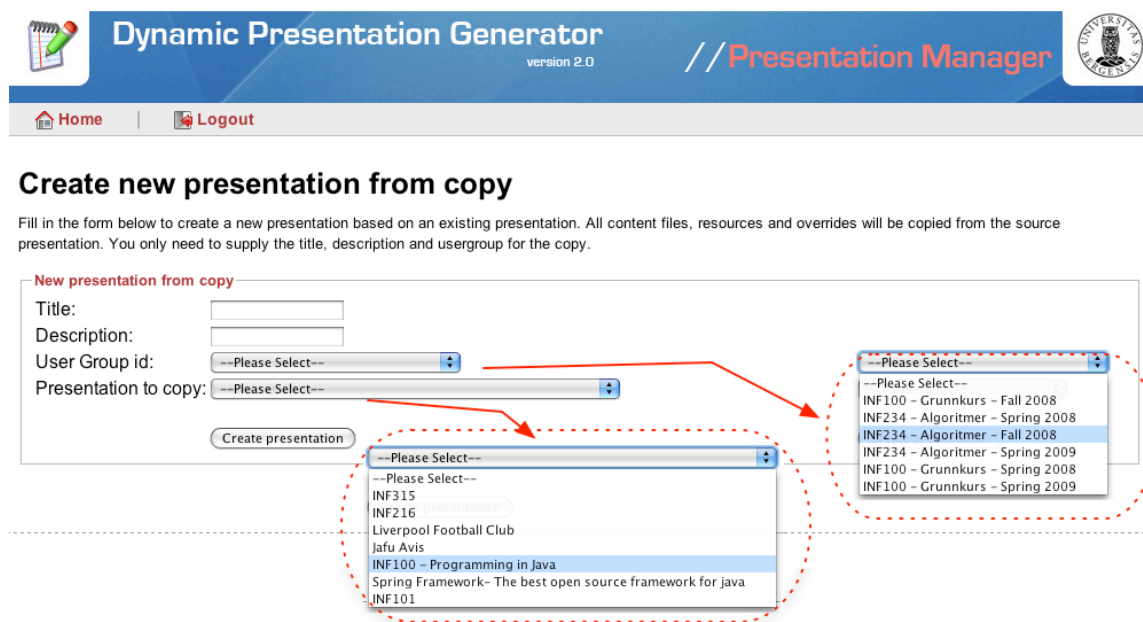 Dynamic Presentation Generator
version 2.0
//Presentation Manager
UNIVERSITAS BERGENSIS
Home | Logout
Create new presentation from copy
Fill in the form below to create a new presentation based on an existing presentation. All content files, resources and overrides will be copied from the source
presentation. You only need to supply the title, description and usergroup for the copy.
New presentation from copy
Title:
Description:
User Group id: --Please Select--
Presentation to copy: --Please Select--
Create presentation
--Please Select--
--Please Select--
INF100 – Grunnkurs – Fall 2008
INF234 – Algoritmer – Spring 2008
INF234 – Algoritmer – Fall 2008
INF234 – Algoritmer – Spring 2009
INF100 – Grunnkurs – Spring 2008
INF100 – Grunnkurs – Spring 2009
--Please Select--
--Please Select--
INF315
INF216
Liverpool Football Club
Jafu Avis
INF100 – Programming in Java
Spring Framework– The best open source framework for java
INF101